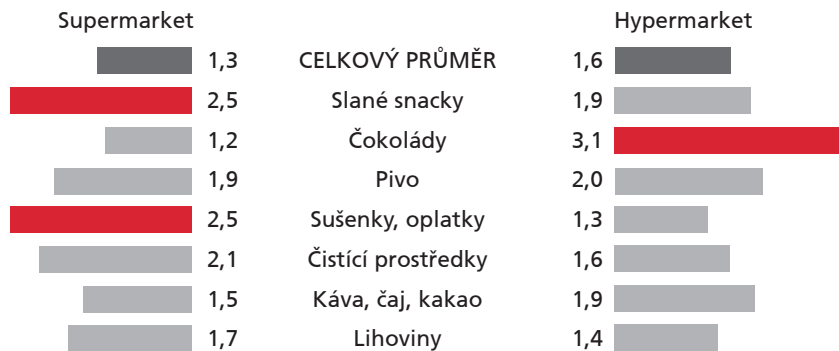 Supermarket Hypermarket
1,3 CELKOVÝ PRŮMĚR 1,6
2,5 Slané snacky 1,9
1,2 Čokolády 3,1
1,9 Pivo 2,0
2,5 Sušenky, oplatky 1,3
2,1 Čistící prostředky 1,6
1,5 Káva, čaj, kakao 1,9
1,7 Lihoviny 1,4